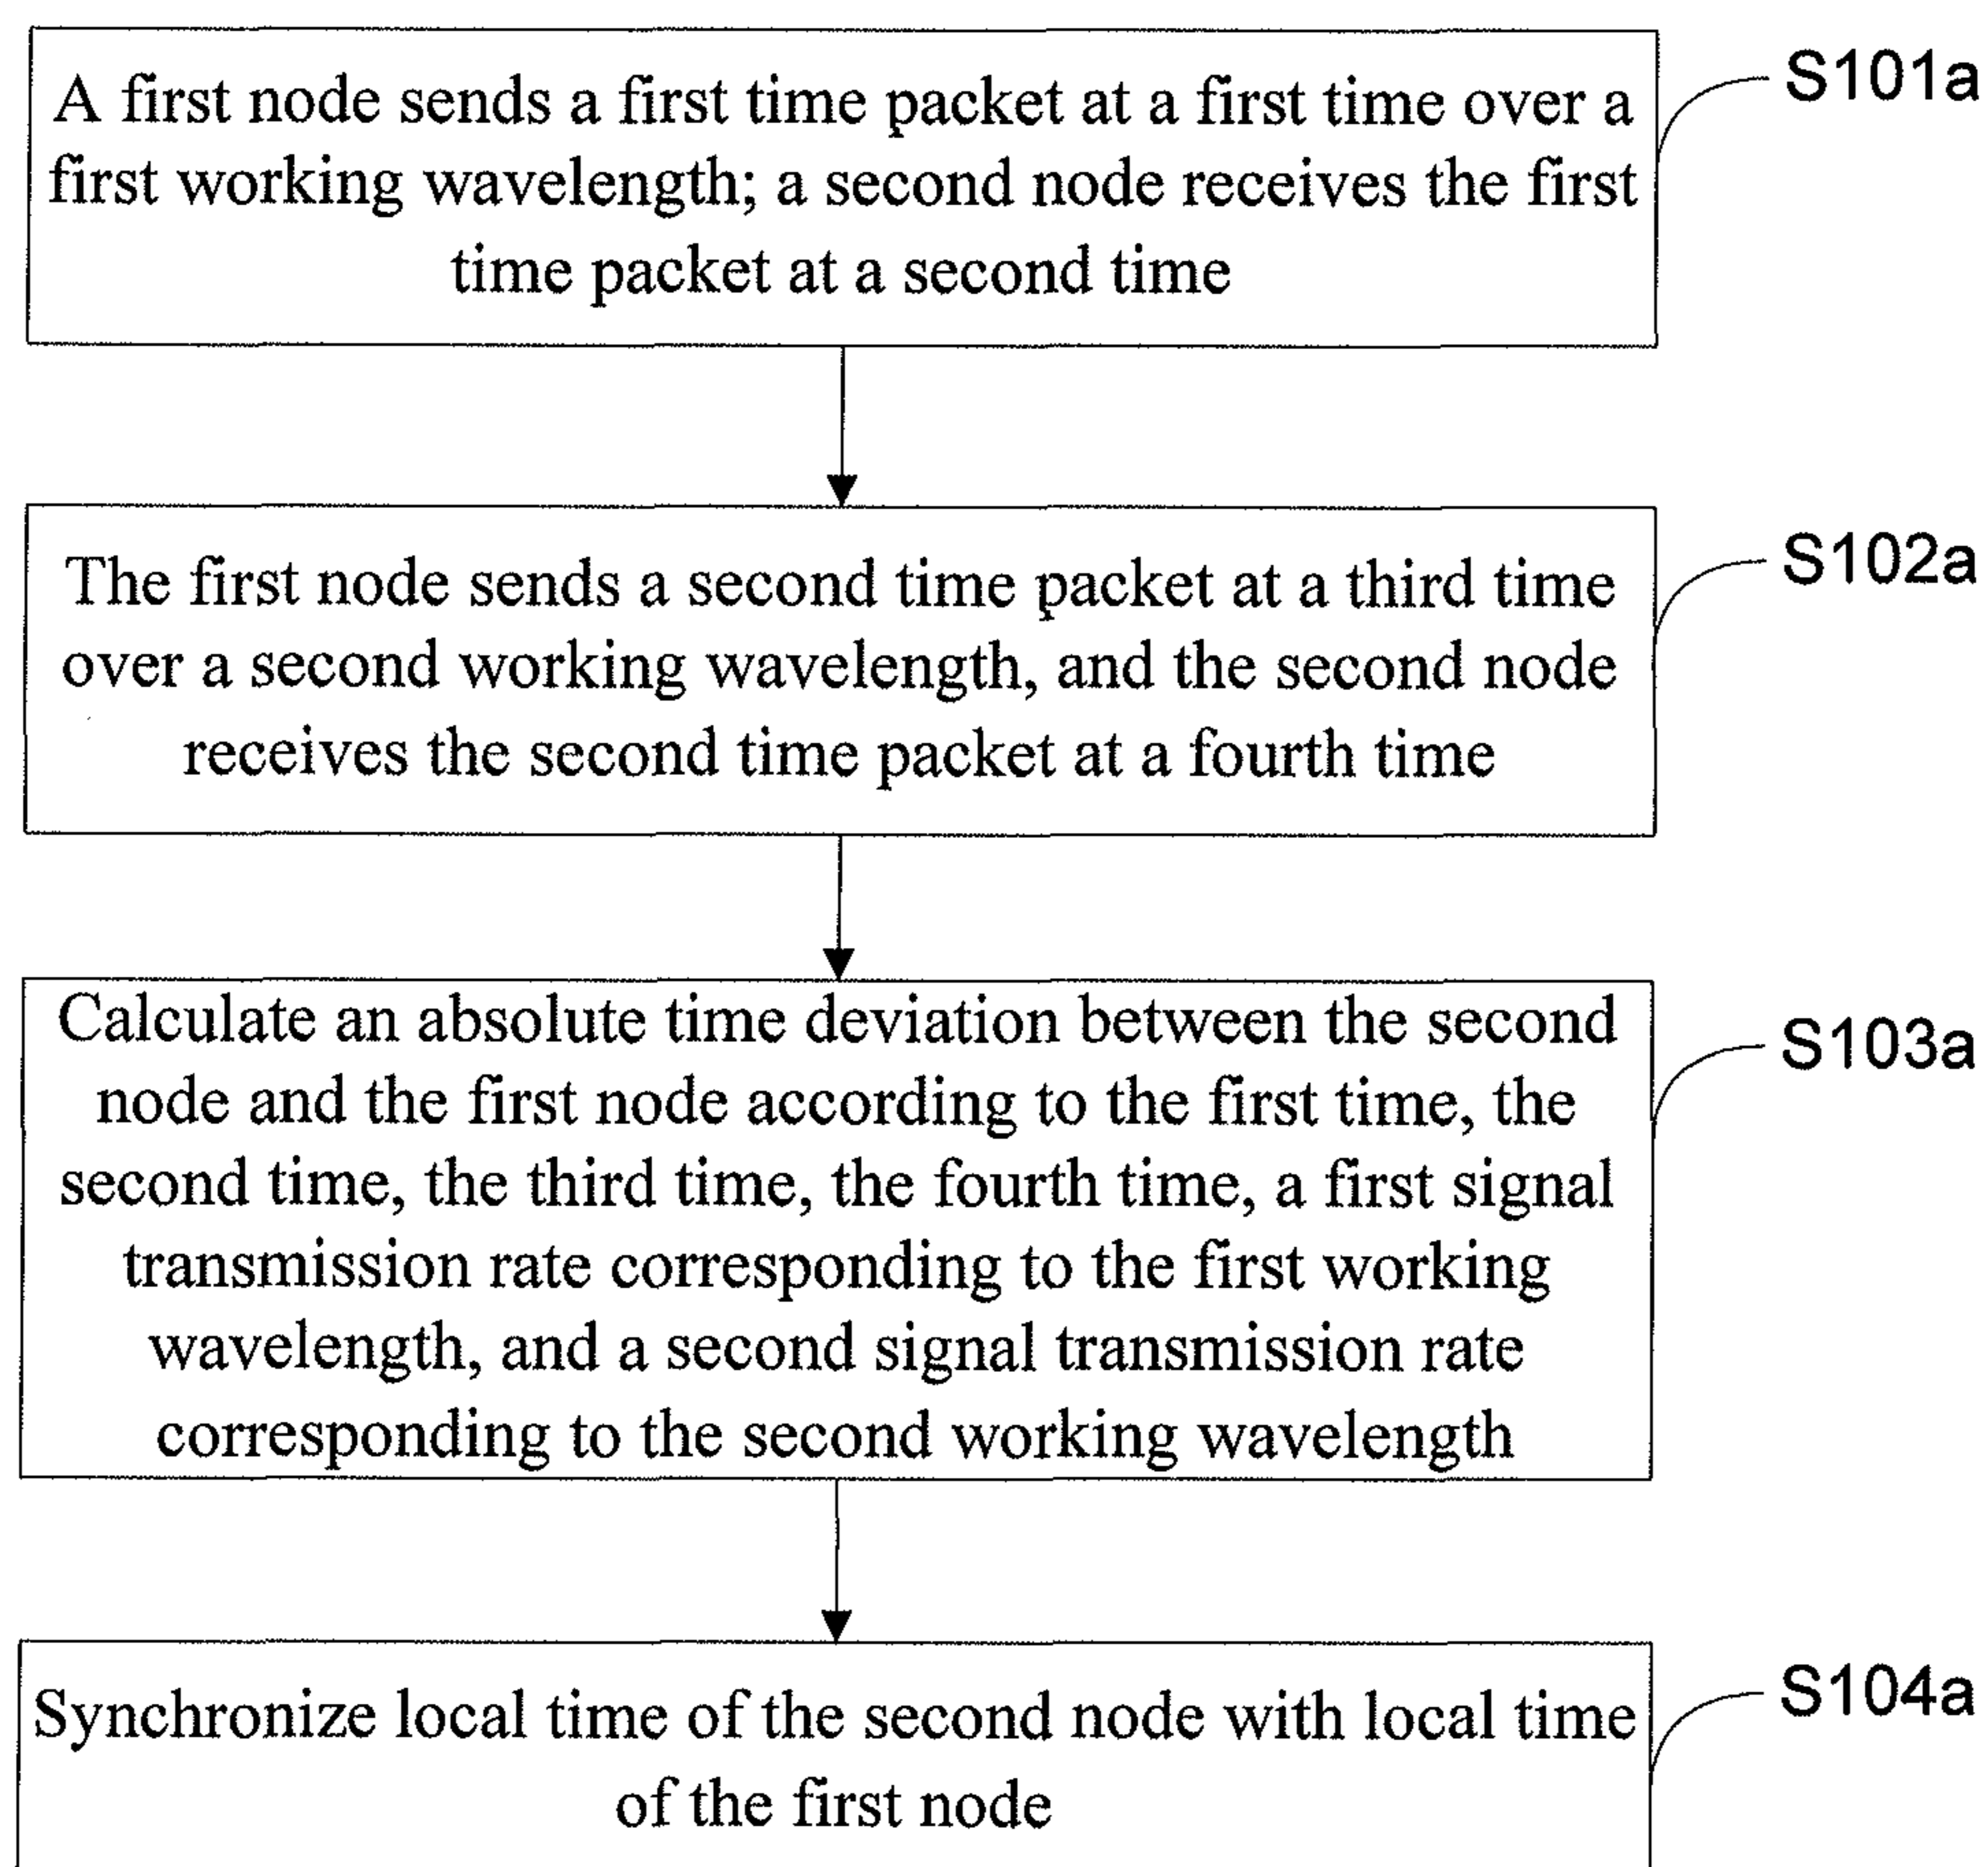 A first node sends a first time packet at a first time over a
first working wavelength; a second node receives the first
time packet at a second time
S101a
The first node sends a second time packet at a third time
over a second working wavelength, and the second node
receives the second time packet at a fourth time
S102a
Calculate an absolute time deviation between the second
node and the first node according to the first time, the
second time, the third time, the fourth time, a first signal
transmission rate corresponding to the first working
wavelength, and a second signal transmission rate
corresponding to the second working wavelength
S103a
Synchronize local time of the second node with local time
of the first node
S104a